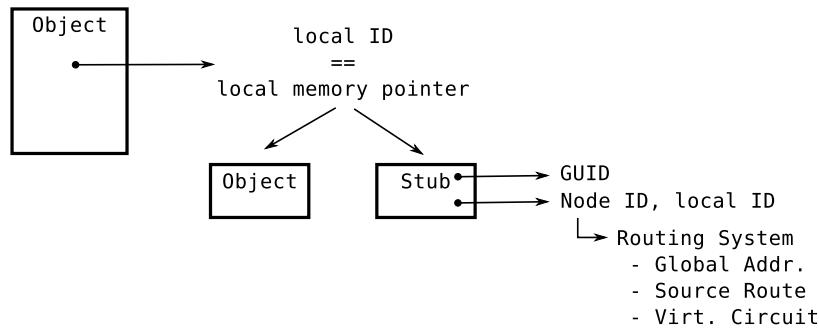 Object
local ID
==
local memory pointer
Object
Stub
GUID
Node ID, local ID
Routing System
- Global Addr.
- Source Route
- Virt. Circuit